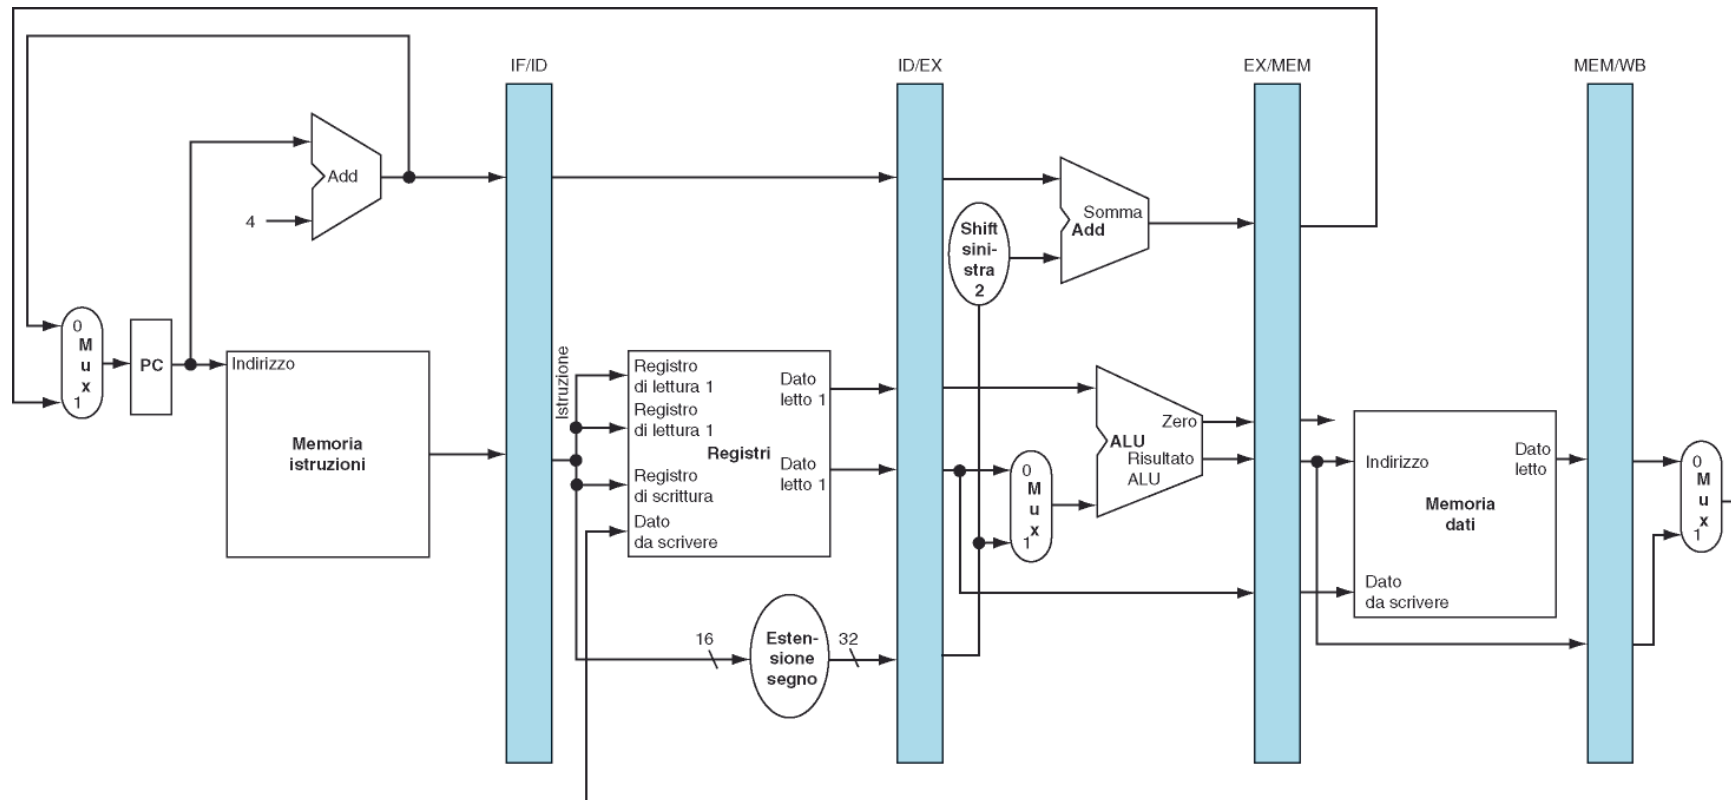 IF/ID
ID/EX
EX/MEM
MEM/WB
Add
4
0
M
u
x
1
PC
Indirizzo
Memoria
istruzioni
Istruzione
Registro
di lettura 1
Registro
di lettura 1
Registro
di scrittura
Dato
da scrivere
Registri
Dato
letto 1
Dato
letto 1
16
Esten-
sione
segno
32
Shift
sini-
stra
2
Somma
Add
0
M
u
x
1
Zero
ALU
Risultato
ALU
Indirizzo
Dato
letto
Memoria
dati
Dato
da scrivere
0
M
u
x
1